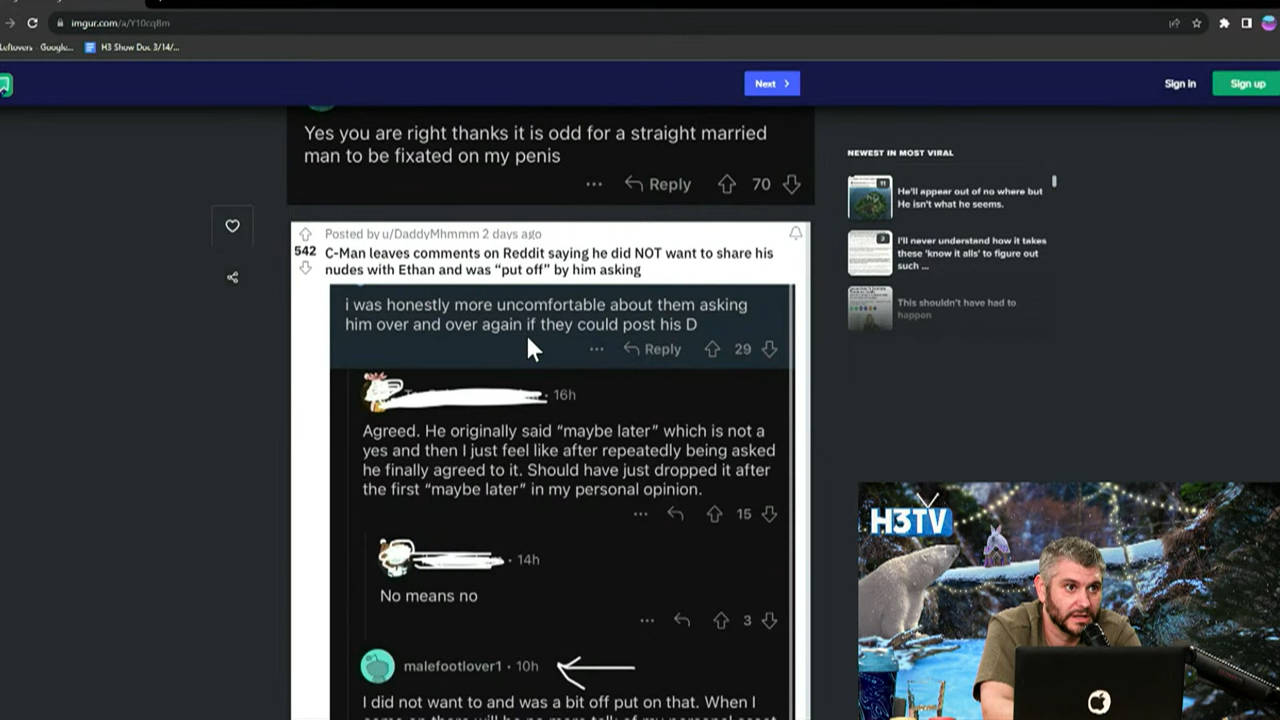 imgur.com/a/Y10cq8m
Leftovers - Google...
H3 Show Doc 3/14/...
Next
Sign in
Sign up
Yes you are right thanks it is odd for a straight married
man to be fixated on my penis
Reply
70
NEWEST IN MOST VIRAL
11
He'll appear out of no where but
He isn't what he seems.
I'll never understand how it takes
these 'know it alls' to figure out
such ...
This shouldn't have had to
happen
Posted by u/DaddyMhmmm 2 days ago
542
C-Man leaves comments on Reddit saying he did NOT want to share his
nudes with Ethan and was "put off" by him asking
i was honestly more uncomfortable about them asking
him over and over again if they could post his D
Reply
29
· 16h
Agreed. He originally said "maybe later" which is not a
yes and then I just feel like after repeatedly being asked
he finally agreed to it. Should have just dropped it after
the first "maybe later" in my personal opinion.
15
· 14h
No means no
3
malefootlover1 · 10h
I did not want to and was a bit off put on that. When I
H3TV